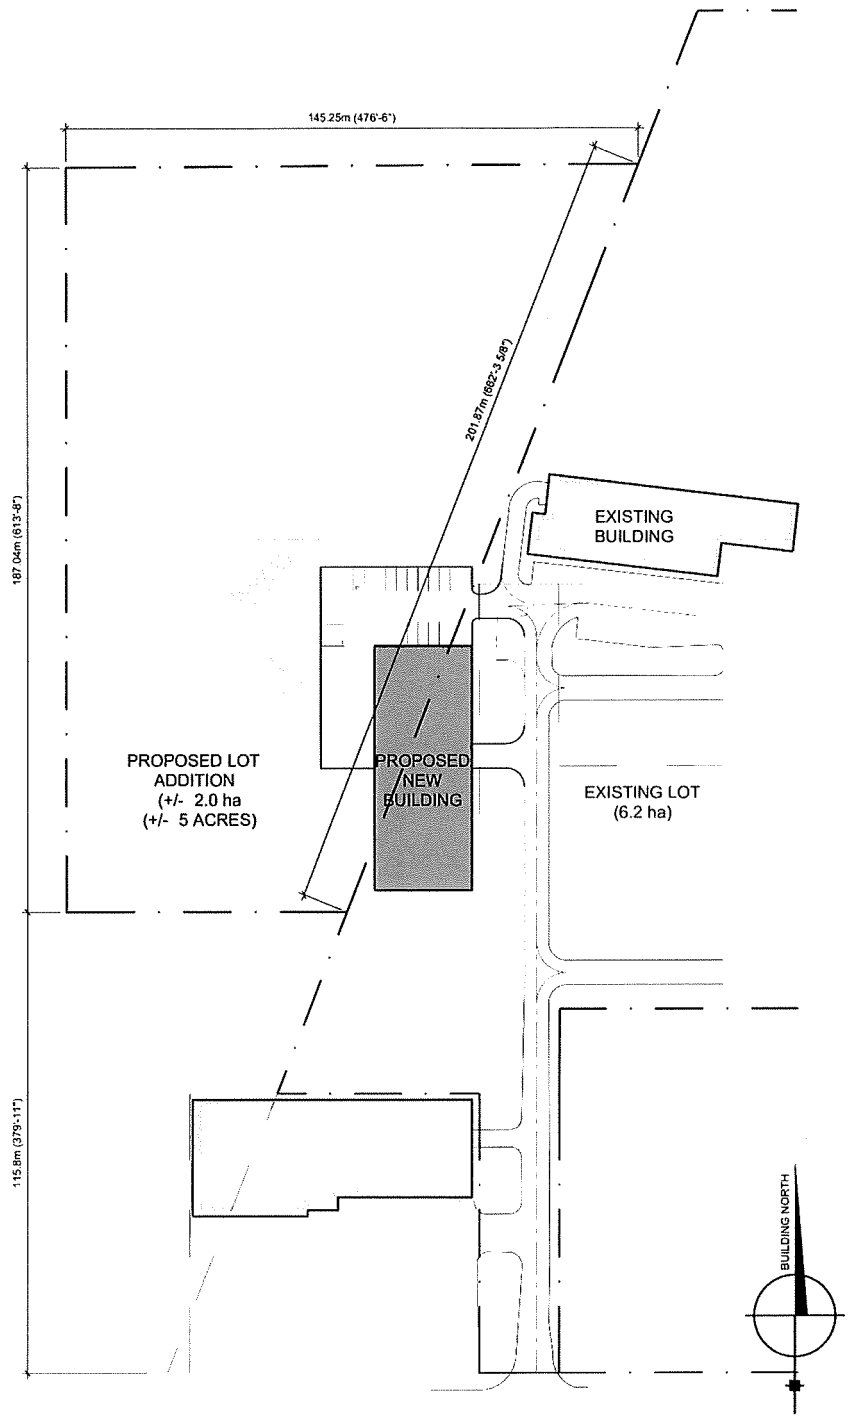 145.25m (476'-6")
201.87m (662'-3 5/8")
187.04m (613'-8")
EXISTING
BUILDING
PROPOSED LOT
ADDITION
(+/- 2.0 ha
(+/- 5 ACRES)
PROPOSED
NEW
BUILDING
EXISTING LOT
(6.2 ha)
115.8m (379'-11")
BUILDING NORTH